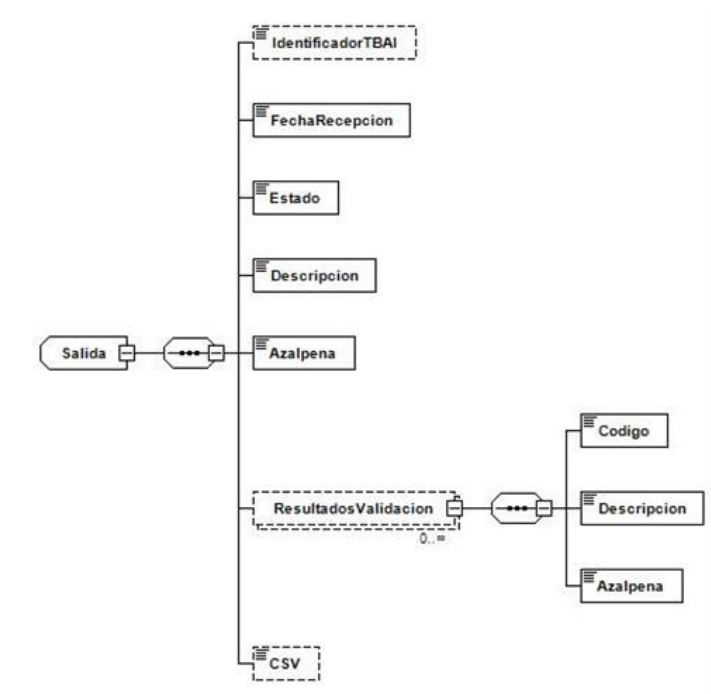 IdentificadorTBAI
FechaRecepcion
Estado
Descripcion
Salida
Azalpena
ResultadosValidacion
0..∞
Codigo
Descripcion
Azalpena
CSV